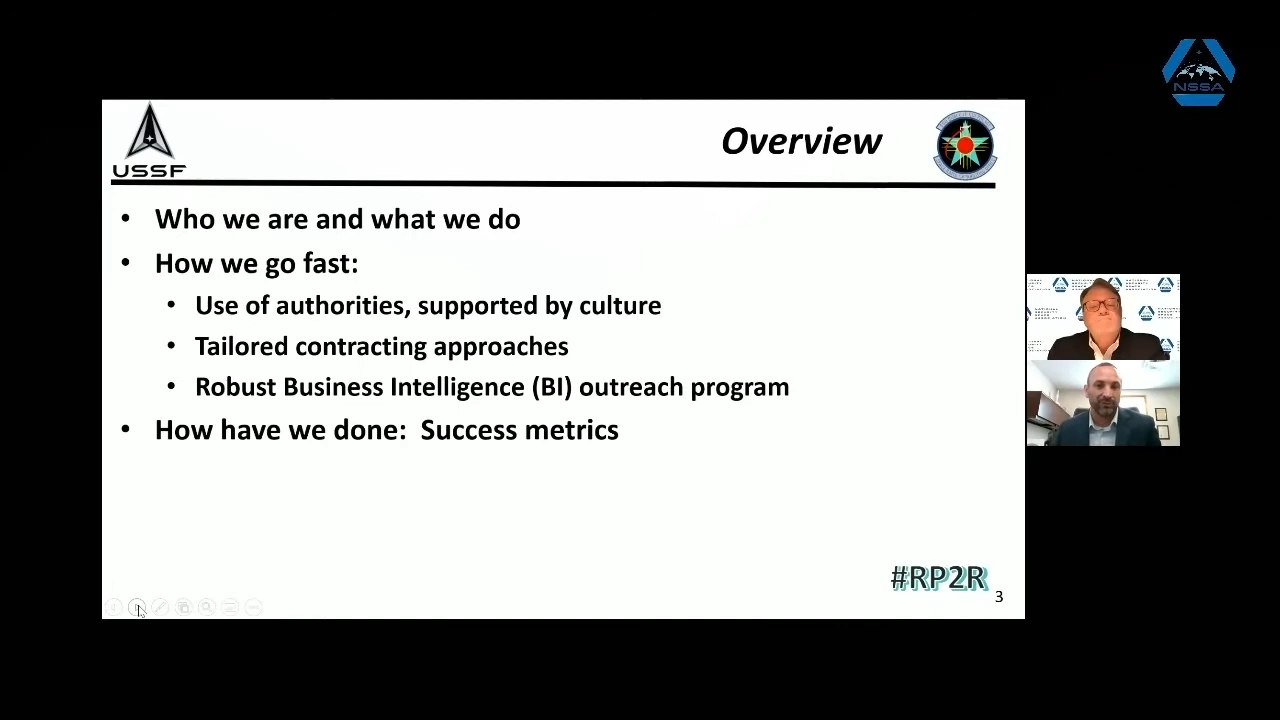 NSSA
USSF
Overview
• Who we are and what we do
• How we go fast:
• Use of authorities, supported by culture
• Tailored contracting approaches
• Robust Business Intelligence (BI) outreach program
• How have we done:  Success metrics
#RP2R
3